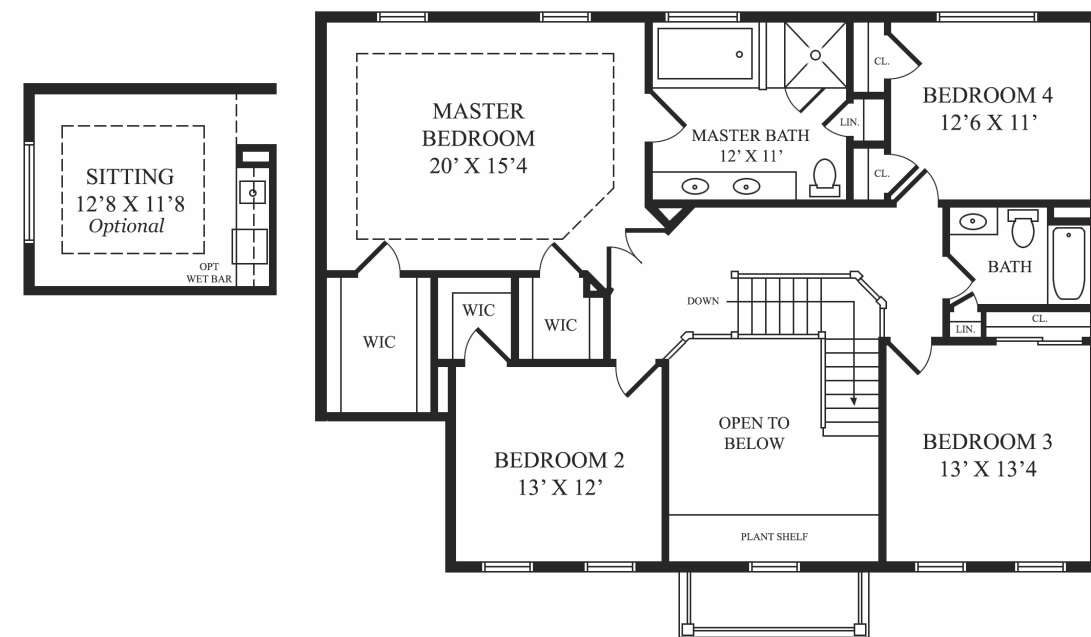 SITTING
12’8 X 11’8
Optional
OPT
WET BAR
MASTER
BEDROOM
20’ X 15’4
MASTER BATH
12’ X 11’
CL.
LIN.
CL.
BEDROOM 4
12’6 X 11’
BATH
LIN.
CL.
DOWN
WIC
WIC
WIC
BEDROOM 2
13’ X 12’
OPEN TO
BELOW
PLANT SHELF
BEDROOM 3
13’ X 13’4